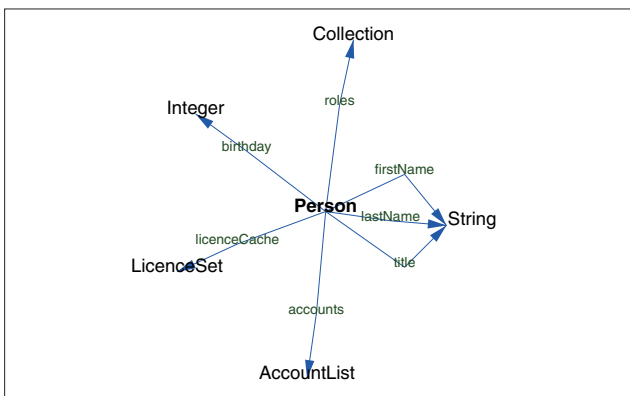 Collection
roles
Integer
birthday
firstName
Person
lastName
String
licenceCache
title
LicenceSet
accounts
AccountList